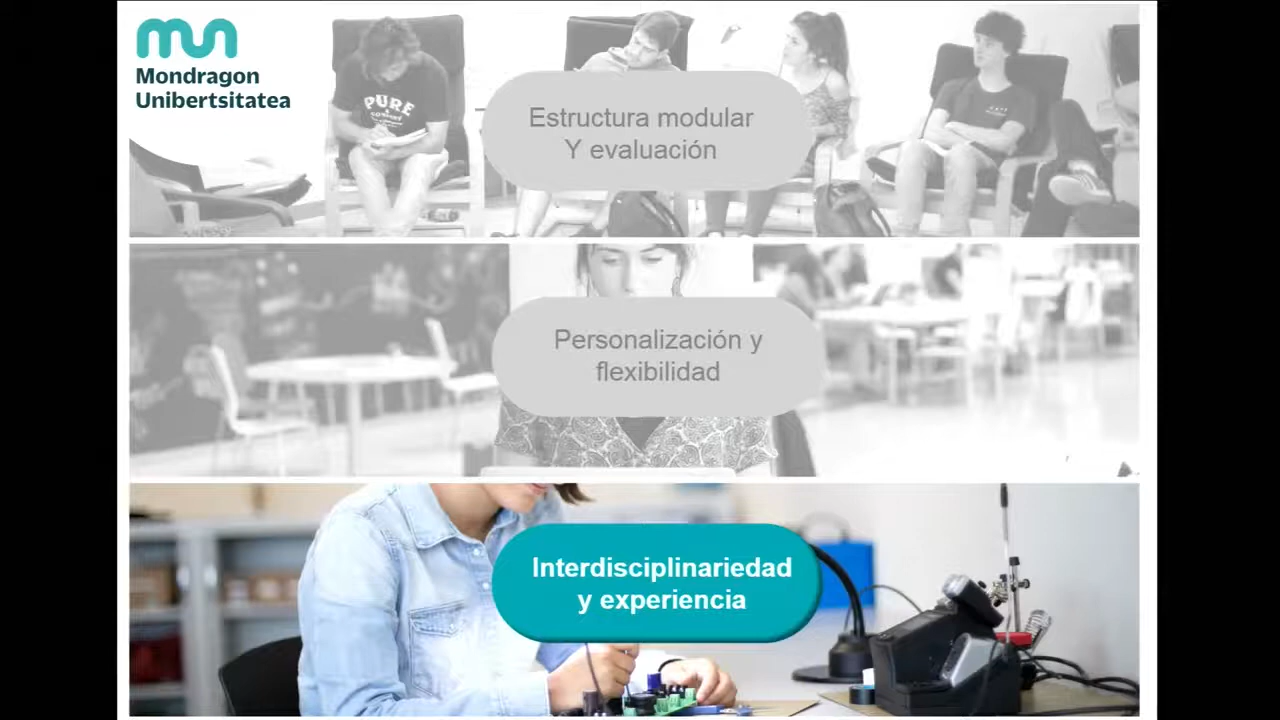 Mondragon
Unibertsitatea
PURE
Estructura modular
Y evaluación
Personalización y
flexibilidad
Interdisciplinariedad
y experiencia